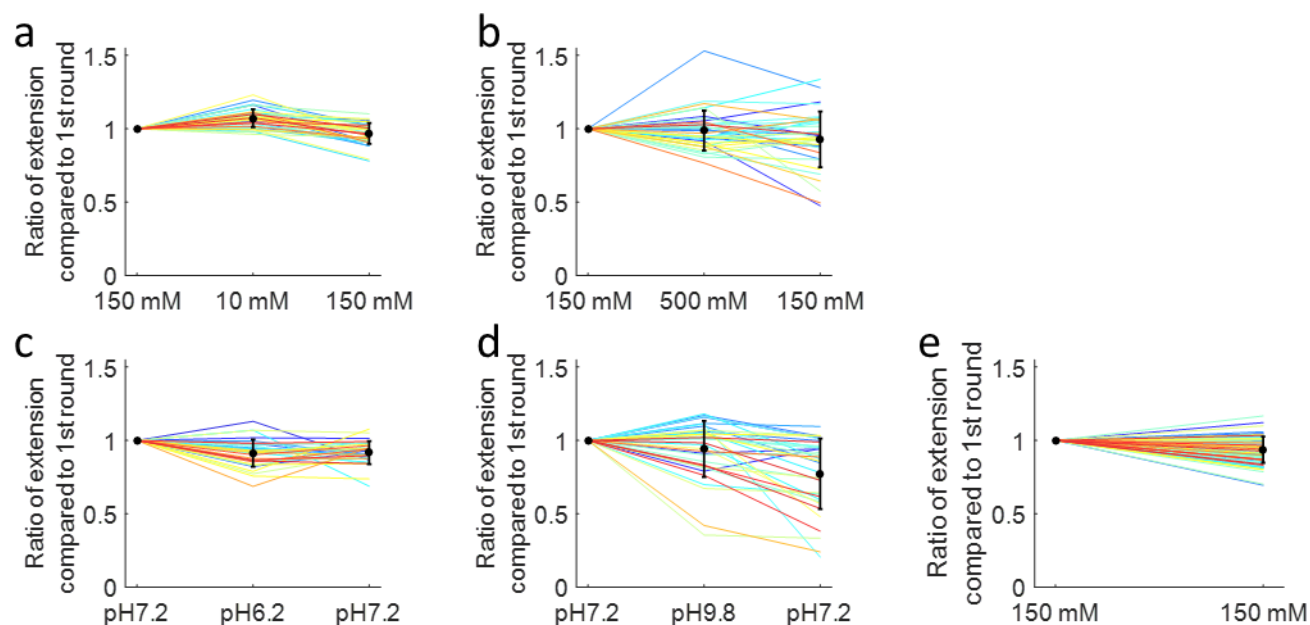 a
Ratio of extension
compared to 1st round
1.5
1
0.5
0
150 mM
10 mM
150 mM
b
Ratio of extension
compared to 1st round
1.5
1
0.5
0
150 mM
500 mM
150 mM
c
Ratio of extension
compared to 1st round
1.5
1
0.5
0
pH7.2
pH6.2
pH7.2
d
Ratio of extension
compared to 1st round
1.5
1
0.5
0
pH7.2
pH9.8
pH7.2
e
Ratio of extension
compared to 1st round
1.5
1
0.5
0
150 mM
150 mM